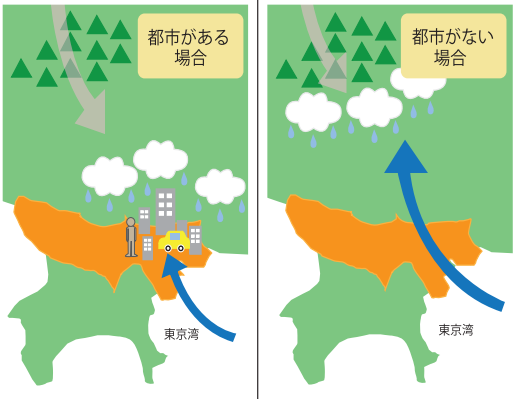 都市がある
場合
東京湾
都市がない
場合
東京湾